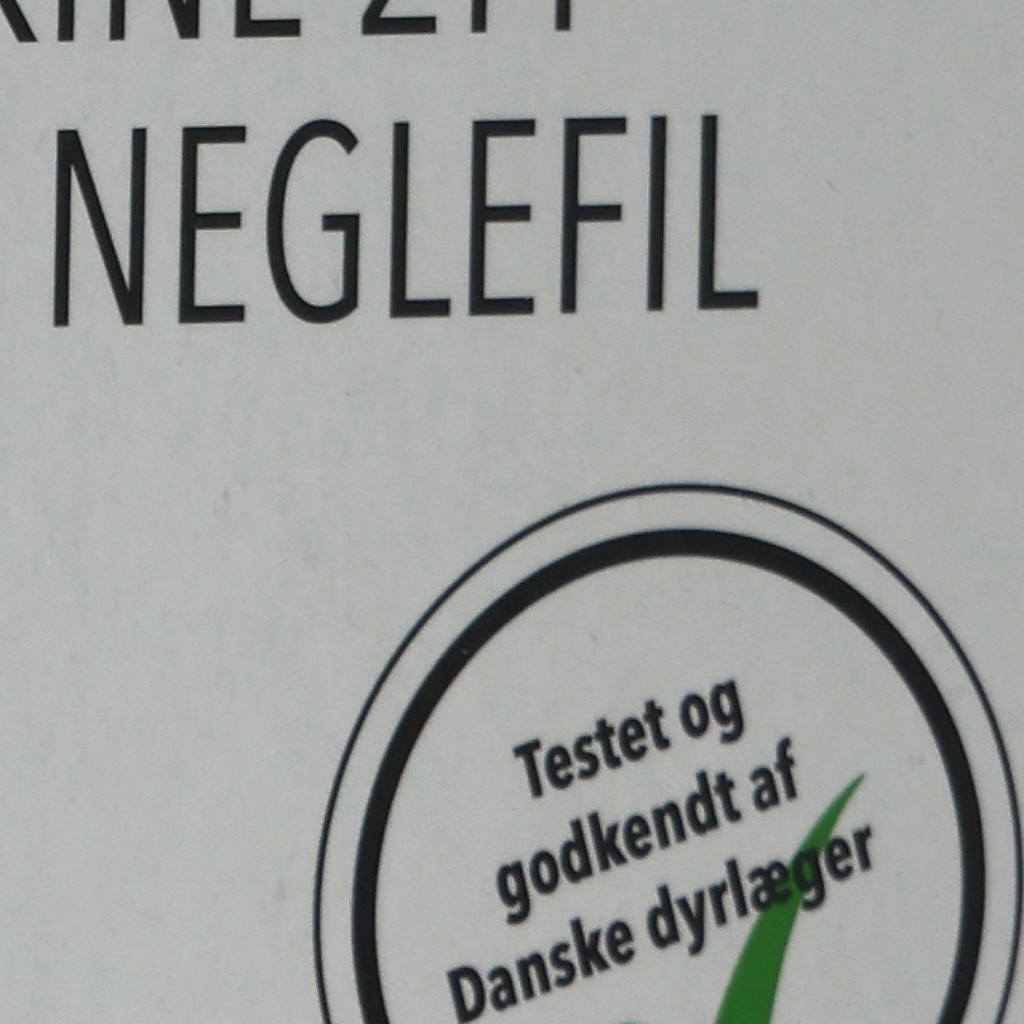 NEGLEFIL
Testet og
godkendt af
Danske dyrlæger